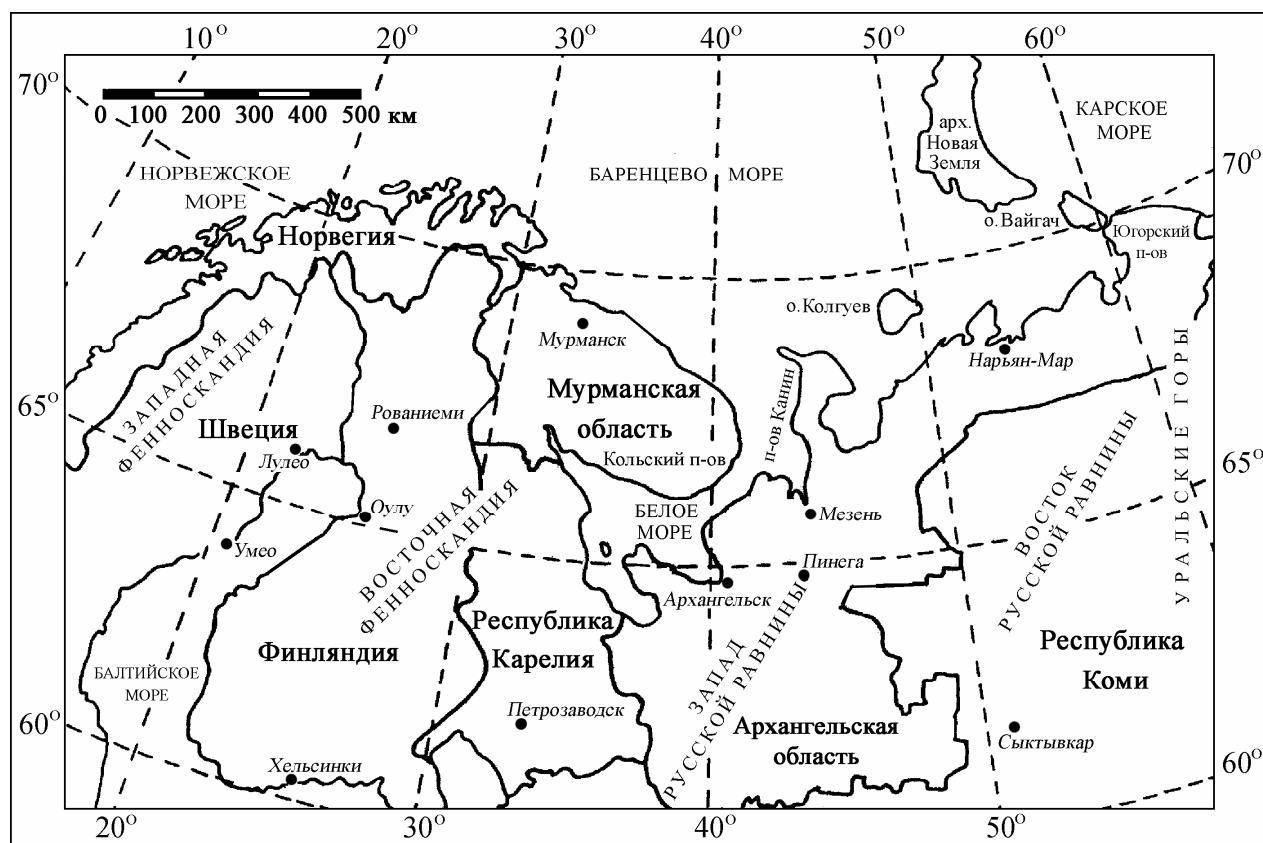 10° 20° 30° 40° 50° 60°
70°
0 100 200 300 400 500 км
КАРСКОЕ
МОРЕ
арх.
Новая
Земля
НОРВЕЖСКОЕ
МОРЕ
БАРЕНЦЕВО МОРЕ
70°
о. Вайгач
Югорский
п-ов
Норвегия
о. Колгуев
Мурманск
Нарьян-Мар
ЗАПАДНАЯ
ФЕННОСКАНДИЯ
Мурманская
область
65°
Рованиеми
п-ов Канин
УРАЛЬСКИЕ ГОРЫ
Швеция
Лулео
Кольский п-ов
65°
Оулу
БЕЛОЕ
МОРЕ
Мезень
Умео
ВОСТОЧНАЯ
ФЕННОСКАНДИЯ
Пинега
ВОСТОК
РУССКОЙ РАВНИНЫ
Архангельск
Республика
Карелия
Финляндия
ЗАПАД
РУССКОЙ РАВНИНЫ
Республика
Коми
БАЛТИЙСКОЕ
МОРЕ
60°
Петрозаводск
Архангельская
область
Сыктывкар
Хельсинки
60°
20° 30° 40° 50°